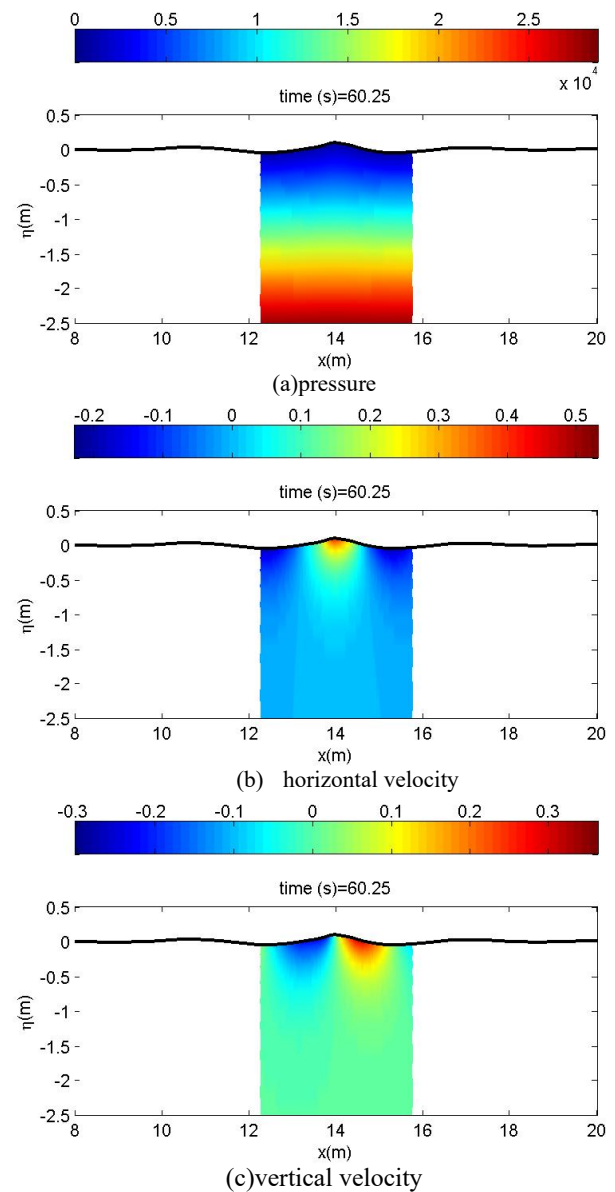 0 0.5 1 1.5 2 2.5
x 10^4
time (s)=60.25
0.5
0
-0.5
-1
-1.5
-2
-2.5
η(m)
8 10 12 14 16 18 20
x(m)
(a)pressure
-0.2 -0.1 0 0.1 0.2 0.3 0.4 0.5
time (s)=60.25
0.5
0
-0.5
-1
-1.5
-2
-2.5
η(m)
8 10 12 14 16 18 20
x(m)
(b) horizontal velocity
-0.3 -0.2 -0.1 0 0.1 0.2 0.3
time (s)=60.25
0.5
0
-0.5
-1
-1.5
-2
-2.5
η(m)
8 10 12 14 16 18 20
x(m)
(c)vertical velocity